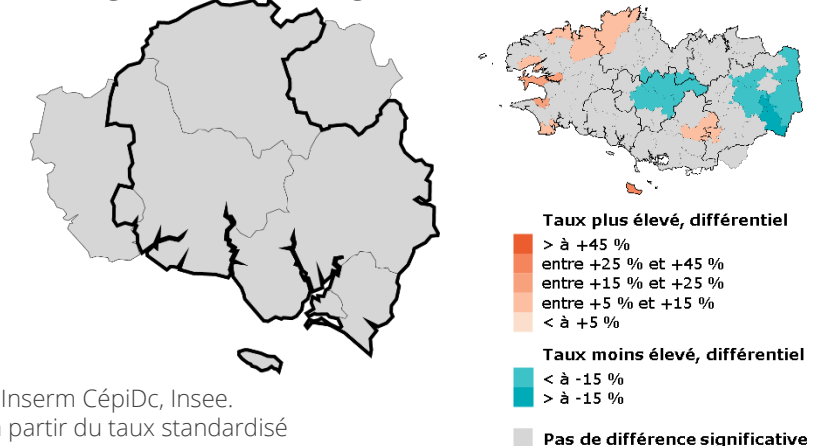 Taux plus élevé, différentiel
> à +45 %
entre +25 % et +45 %
entre +15 % et +25 %
entre +5 % et +15 %
< à +5 %
Taux moins élevé, différentiel
< à -15 %
> à -15 %
Pas de différence significative
Inserm CépiDc, Insee.
partir du taux standardisé